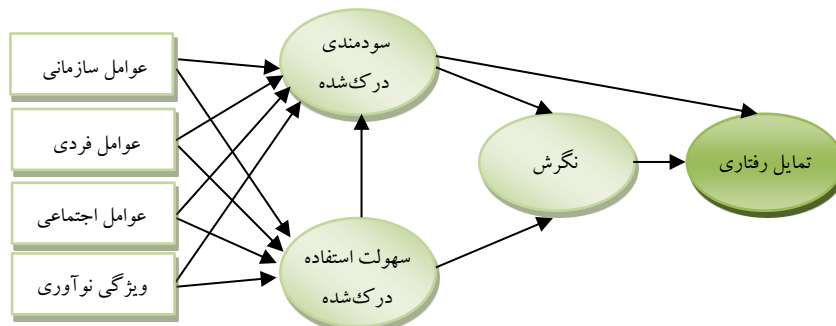 سودمندی
درک‌شده
عوامل سازمانی
عوامل فردی
نگرش
تمایل رفتاری
عوامل اجتماعی
سهولت استفاده
درک‌شده
ویژگی نوآوری